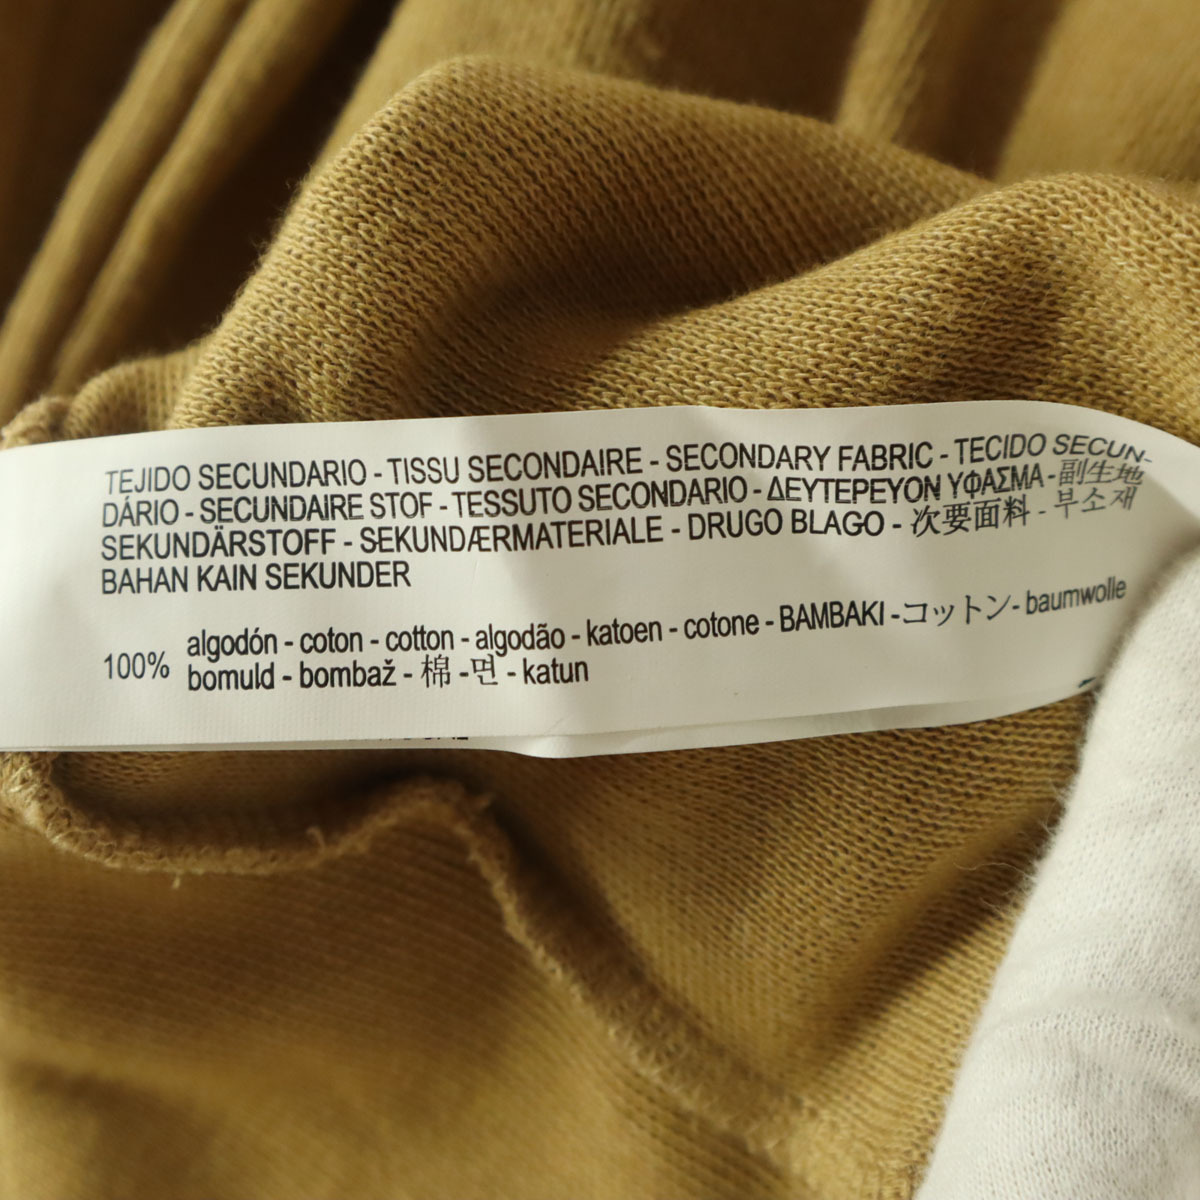 TEJIDO SECUNDARIO - TISSU SECONDAIRE - SECONDARY FABRIC - TECIDO SECUN-
DÁRIO - SECUNDAIRE STOF - TESSUTO SECONDARIO - ΔΕΥΤΕΡΕΥΟΝ ΥΦΑΣΜΑ - 副生地
SEKUNDÄRSTOFF - SEKUNDÆRMATERIALE - DRUGO BLAGO - 次要面料 - 부소재
BAHAN KAIN SEKUNDER
100% algodón - coton - cotton - algodão - katoen - cotone - BAMBAKI - コットン - baumwolle
bomuld - bombaž - 棉 - 면 - katun